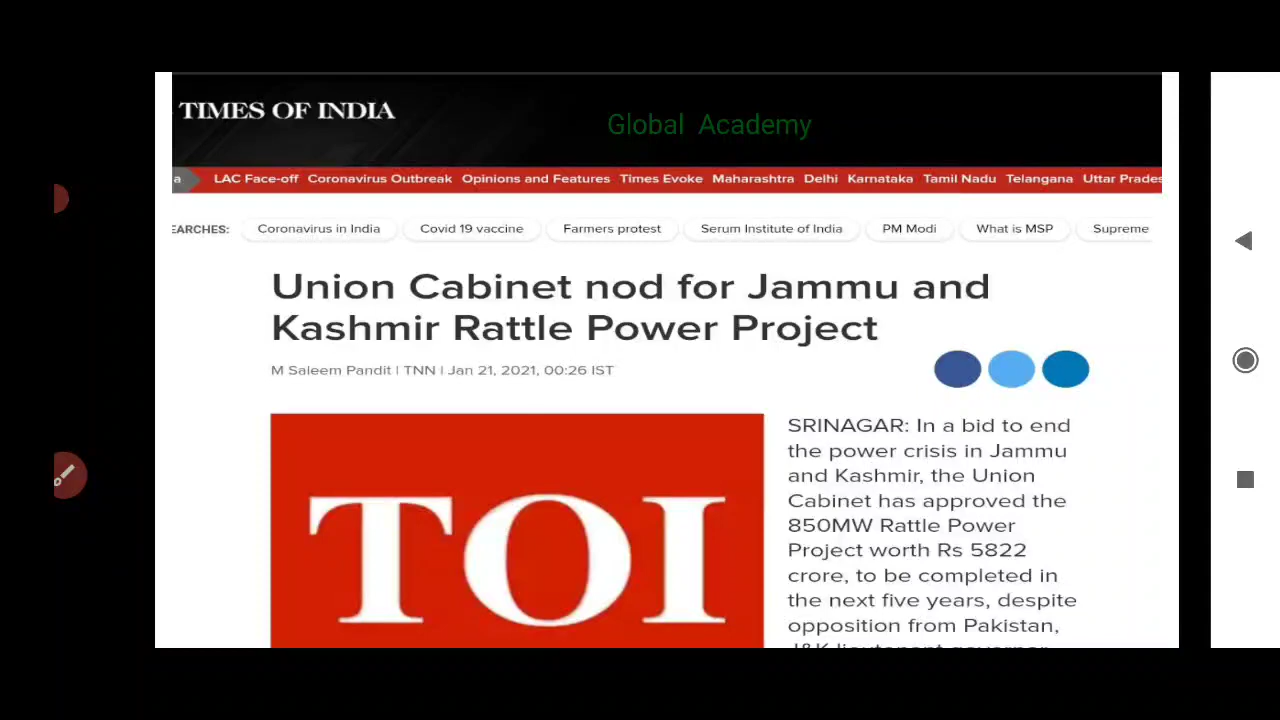 TIMES OF INDIA
Global Academy
a LAC Face-off Coronavirus Outbreak Opinions and Features Times Evoke Maharashtra Delhi Karnataka Tamil Nadu Telangana Uttar Prades
EARCHES: Coronavirus in India Covid 19 vaccine Farmers protest Serum Institute of India PM Modi What is MSP Supreme
Union Cabinet nod for Jammu and
Kashmir Rattle Power Project
M Saleem Pandit | TNN | Jan 21, 2021, 00:26 IST
TOI
SRINAGAR: In a bid to end
the power crisis in Jammu
and Kashmir, the Union
Cabinet has approved the
850MW Rattle Power
Project worth Rs 5822
crore, to be completed in
the next five years, despite
opposition from Pakistan,
J&K lieutenant governor